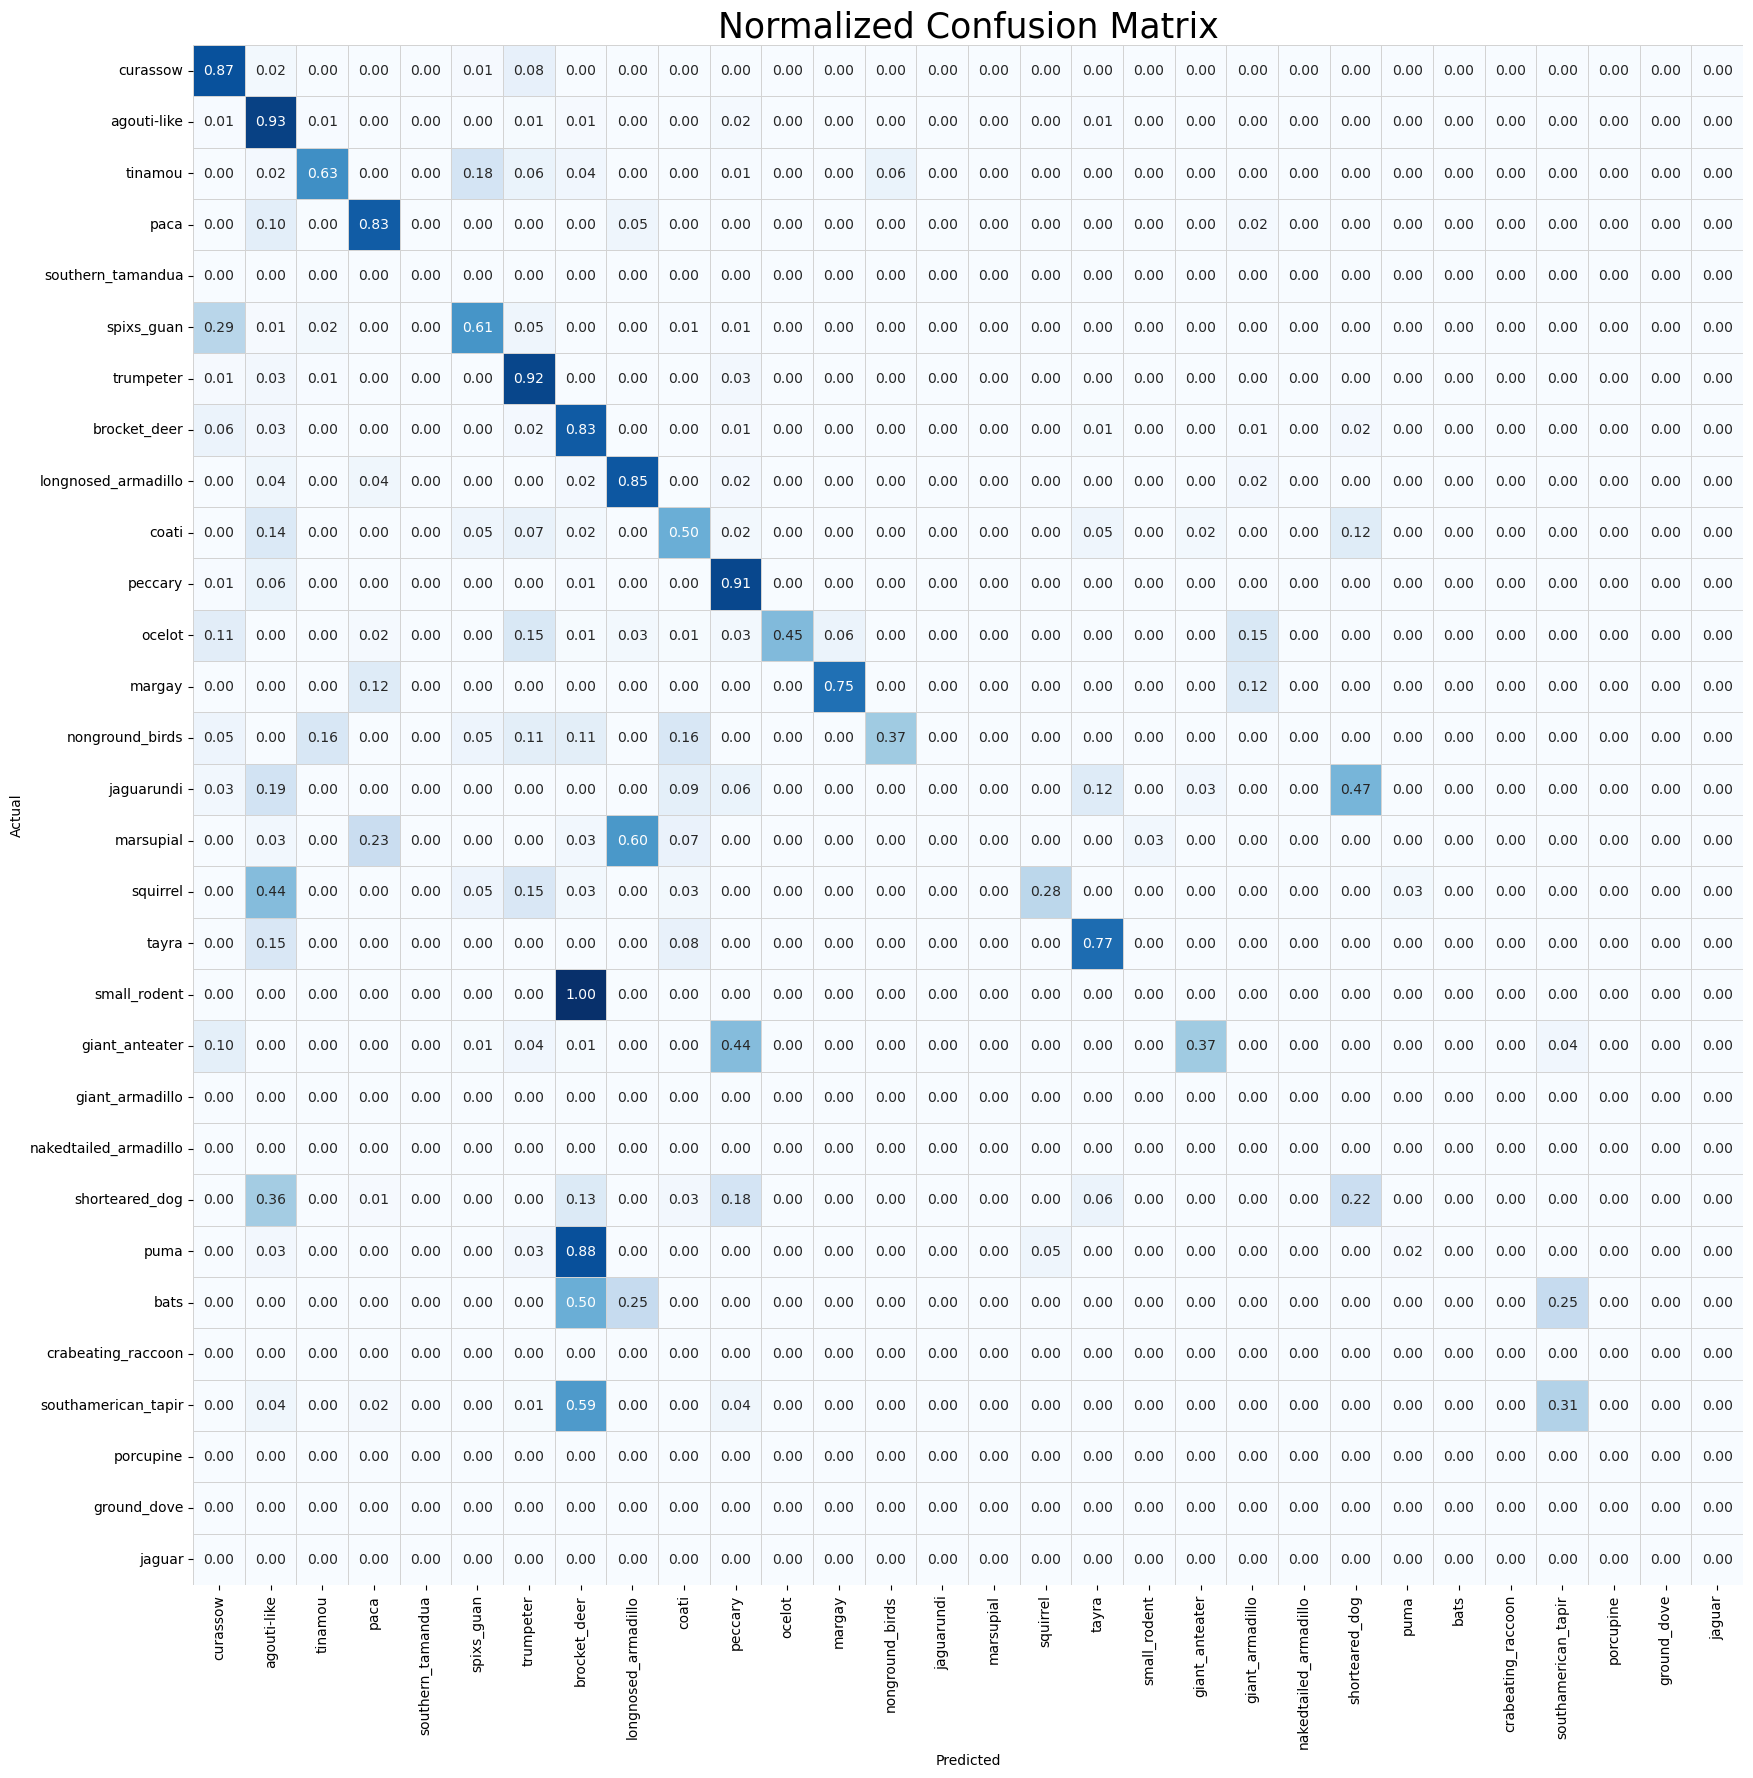 Normalized Confusion Matrix
curassow 0.87 0.02 0.00 0.00 0.00 0.01 0.08 0.00 0.00 0.00 0.00 0.00 0.00 0.00 0.00 0.00 0.00 0.00 0.00 0.00 0.00 0.00 0.00 0.00 0.00 0.00 0.00 0.00 0.00 0.00
agouti-like 0.01 0.93 0.01 0.00 0.00 0.00 0.01 0.01 0.00 0.00 0.02 0.00 0.00 0.00 0.00 0.00 0.00 0.01 0.00 0.00 0.00 0.00 0.00 0.00 0.00 0.00 0.00 0.00 0.00 0.00
tinamou 0.00 0.02 0.63 0.00 0.00 0.18 0.06 0.04 0.00 0.00 0.01 0.00 0.00 0.06 0.00 0.00 0.00 0.00 0.00 0.00 0.00 0.00 0.00 0.00 0.00 0.00 0.00 0.00 0.00 0.00
paca 0.00 0.10 0.00 0.83 0.00 0.00 0.00 0.00 0.05 0.00 0.00 0.00 0.00 0.00 0.00 0.00 0.00 0.00 0.00 0.00 0.02 0.00 0.00 0.00 0.00 0.00 0.00 0.00 0.00 0.00
southern_tamandua 0.00 0.00 0.00 0.00 0.00 0.00 0.00 0.00 0.00 0.00 0.00 0.00 0.00 0.00 0.00 0.00 0.00 0.00 0.00 0.00 0.00 0.00 0.00 0.00 0.00 0.00 0.00 0.00 0.00 0.00
spixs_guan 0.29 0.01 0.02 0.00 0.00 0.61 0.05 0.00 0.00 0.01 0.01 0.00 0.00 0.00 0.00 0.00 0.00 0.00 0.00 0.00 0.00 0.00 0.00 0.00 0.00 0.00 0.00 0.00 0.00 0.00
trumpeter 0.01 0.03 0.01 0.00 0.00 0.00 0.92 0.00 0.00 0.00 0.03 0.00 0.00 0.00 0.00 0.00 0.00 0.00 0.00 0.00 0.00 0.00 0.00 0.00 0.00 0.00 0.00 0.00 0.00 0.00
brocket_deer 0.06 0.03 0.00 0.00 0.00 0.00 0.02 0.83 0.00 0.00 0.01 0.00 0.00 0.00 0.00 0.00 0.00 0.01 0.00 0.00 0.01 0.00 0.02 0.00 0.00 0.00 0.00 0.00 0.00 0.00
longnosed_armadillo 0.00 0.04 0.00 0.04 0.00 0.00 0.00 0.02 0.85 0.00 0.02 0.00 0.00 0.00 0.00 0.00 0.00 0.00 0.00 0.00 0.02 0.00 0.00 0.00 0.00 0.00 0.00 0.00 0.00 0.00
coati 0.00 0.14 0.00 0.00 0.00 0.05 0.07 0.02 0.00 0.50 0.02 0.00 0.00 0.00 0.00 0.00 0.00 0.05 0.00 0.02 0.00 0.00 0.12 0.00 0.00 0.00 0.00 0.00 0.00 0.00
peccary 0.01 0.06 0.00 0.00 0.00 0.00 0.00 0.01 0.00 0.00 0.91 0.00 0.00 0.00 0.00 0.00 0.00 0.00 0.00 0.00 0.00 0.00 0.00 0.00 0.00 0.00 0.00 0.00 0.00 0.00
ocelot 0.11 0.00 0.00 0.02 0.00 0.00 0.15 0.01 0.03 0.01 0.03 0.45 0.06 0.00 0.00 0.00 0.00 0.00 0.00 0.00 0.15 0.00 0.00 0.00 0.00 0.00 0.00 0.00 0.00 0.00
margay 0.00 0.00 0.00 0.12 0.00 0.00 0.00 0.00 0.00 0.00 0.00 0.00 0.75 0.00 0.00 0.00 0.00 0.00 0.00 0.00 0.12 0.00 0.00 0.00 0.00 0.00 0.00 0.00 0.00 0.00
nonground_birds 0.05 0.00 0.16 0.00 0.00 0.05 0.11 0.11 0.00 0.16 0.00 0.00 0.00 0.37 0.00 0.00 0.00 0.00 0.00 0.00 0.00 0.00 0.00 0.00 0.00 0.00 0.00 0.00 0.00 0.00
jaguarundi 0.03 0.19 0.00 0.00 0.00 0.00 0.00 0.00 0.00 0.09 0.06 0.00 0.00 0.00 0.00 0.00 0.00 0.12 0.00 0.03 0.00 0.00 0.47 0.00 0.00 0.00 0.00 0.00 0.00 0.00
marsupial 0.00 0.03 0.00 0.23 0.00 0.00 0.00 0.03 0.60 0.07 0.00 0.00 0.00 0.00 0.00 0.00 0.00 0.00 0.03 0.00 0.00 0.00 0.00 0.00 0.00 0.00 0.00 0.00 0.00 0.00
squirrel 0.00 0.44 0.00 0.00 0.00 0.05 0.15 0.03 0.00 0.03 0.00 0.00 0.00 0.00 0.00 0.00 0.28 0.00 0.00 0.00 0.00 0.00 0.00 0.03 0.00 0.00 0.00 0.00 0.00 0.00
tayra 0.00 0.15 0.00 0.00 0.00 0.00 0.00 0.00 0.00 0.08 0.00 0.00 0.00 0.00 0.00 0.00 0.00 0.77 0.00 0.00 0.00 0.00 0.00 0.00 0.00 0.00 0.00 0.00 0.00 0.00
small_rodent 0.00 0.00 0.00 0.00 0.00 0.00 0.00 1.00 0.00 0.00 0.00 0.00 0.00 0.00 0.00 0.00 0.00 0.00 0.00 0.00 0.00 0.00 0.00 0.00 0.00 0.00 0.00 0.00 0.00 0.00
giant_anteater 0.10 0.00 0.00 0.00 0.00 0.01 0.04 0.01 0.00 0.00 0.44 0.00 0.00 0.00 0.00 0.00 0.00 0.00 0.00 0.37 0.00 0.00 0.00 0.00 0.00 0.00 0.04 0.00 0.00 0.00
giant_armadillo 0.00 0.00 0.00 0.00 0.00 0.00 0.00 0.00 0.00 0.00 0.00 0.00 0.00 0.00 0.00 0.00 0.00 0.00 0.00 0.00 0.00 0.00 0.00 0.00 0.00 0.00 0.00 0.00 0.00 0.00
nakedtailed_armadillo 0.00 0.00 0.00 0.00 0.00 0.00 0.00 0.00 0.00 0.00 0.00 0.00 0.00 0.00 0.00 0.00 0.00 0.00 0.00 0.00 0.00 0.00 0.00 0.00 0.00 0.00 0.00 0.00 0.00 0.00
shorteared_dog 0.00 0.36 0.00 0.01 0.00 0.00 0.00 0.13 0.00 0.03 0.18 0.00 0.00 0.00 0.00 0.00 0.00 0.06 0.00 0.00 0.00 0.00 0.22 0.00 0.00 0.00 0.00 0.00 0.00 0.00
puma 0.00 0.03 0.00 0.00 0.00 0.00 0.03 0.88 0.00 0.00 0.00 0.00 0.00 0.00 0.00 0.00 0.05 0.00 0.00 0.00 0.00 0.00 0.00 0.02 0.00 0.00 0.00 0.00 0.00 0.00
bats 0.00 0.00 0.00 0.00 0.00 0.00 0.00 0.50 0.25 0.00 0.00 0.00 0.00 0.00 0.00 0.00 0.00 0.00 0.00 0.00 0.00 0.00 0.00 0.00 0.00 0.00 0.25 0.00 0.00 0.00
crabeating_raccoon 0.00 0.00 0.00 0.00 0.00 0.00 0.00 0.00 0.00 0.00 0.00 0.00 0.00 0.00 0.00 0.00 0.00 0.00 0.00 0.00 0.00 0.00 0.00 0.00 0.00 0.00 0.00 0.00 0.00 0.00
southamerican_tapir 0.00 0.04 0.00 0.02 0.00 0.00 0.01 0.59 0.00 0.00 0.04 0.00 0.00 0.00 0.00 0.00 0.00 0.00 0.00 0.00 0.00 0.00 0.00 0.00 0.00 0.00 0.31 0.00 0.00 0.00
porcupine 0.00 0.00 0.00 0.00 0.00 0.00 0.00 0.00 0.00 0.00 0.00 0.00 0.00 0.00 0.00 0.00 0.00 0.00 0.00 0.00 0.00 0.00 0.00 0.00 0.00 0.00 0.00 0.00 0.00 0.00
ground_dove 0.00 0.00 0.00 0.00 0.00 0.00 0.00 0.00 0.00 0.00 0.00 0.00 0.00 0.00 0.00 0.00 0.00 0.00 0.00 0.00 0.00 0.00 0.00 0.00 0.00 0.00 0.00 0.00 0.00 0.00
jaguar 0.00 0.00 0.00 0.00 0.00 0.00 0.00 0.00 0.00 0.00 0.00 0.00 0.00 0.00 0.00 0.00 0.00 0.00 0.00 0.00 0.00 0.00 0.00 0.00 0.00 0.00 0.00 0.00 0.00 0.00
Actual
curassow
agouti-like
tinamou
paca
southern_tamandua
spixs_guan
trumpeter
brocket_deer
longnosed_armadillo
coati
peccary
ocelot
margay
nonground_birds
jaguarundi
marsupial
squirrel
tayra
small_rodent
giant_anteater
giant_armadillo
nakedtailed_armadillo
shorteared_dog
puma
bats
crabeating_raccoon
southamerican_tapir
porcupine
ground_dove
jaguar
Predicted